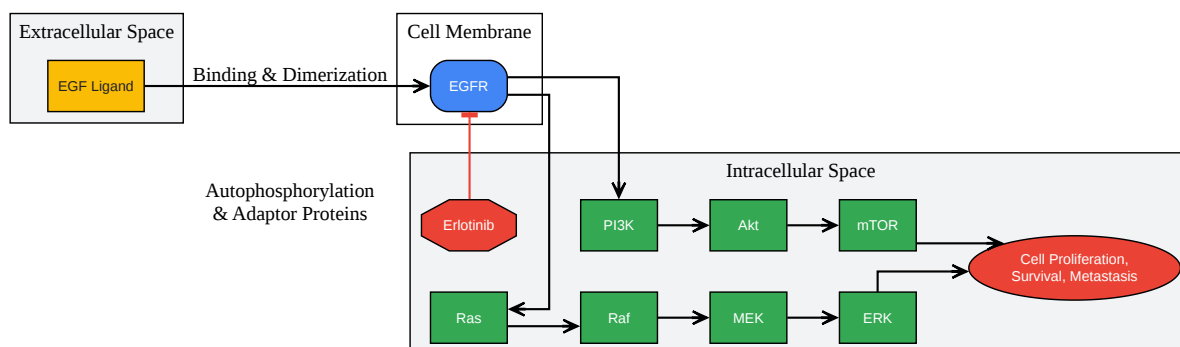 Extracellular Space
Cell Membrane
EGF Ligand
Binding & Dimerization
EGFR
Intracellular Space
Autophosphorylation
& Adaptor Proteins
Erlotinib
PI3K
Akt
mTOR
Cell Proliferation,
Survival, Metastasis
Ras
Raf
MEK
ERK